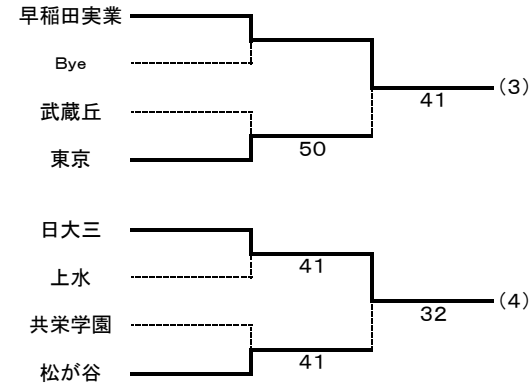 早稲田実業
Bye
(3)
41
武蔵丘
50
東京
日大三
41
上水
(4)
32
共栄学園
41
松が谷